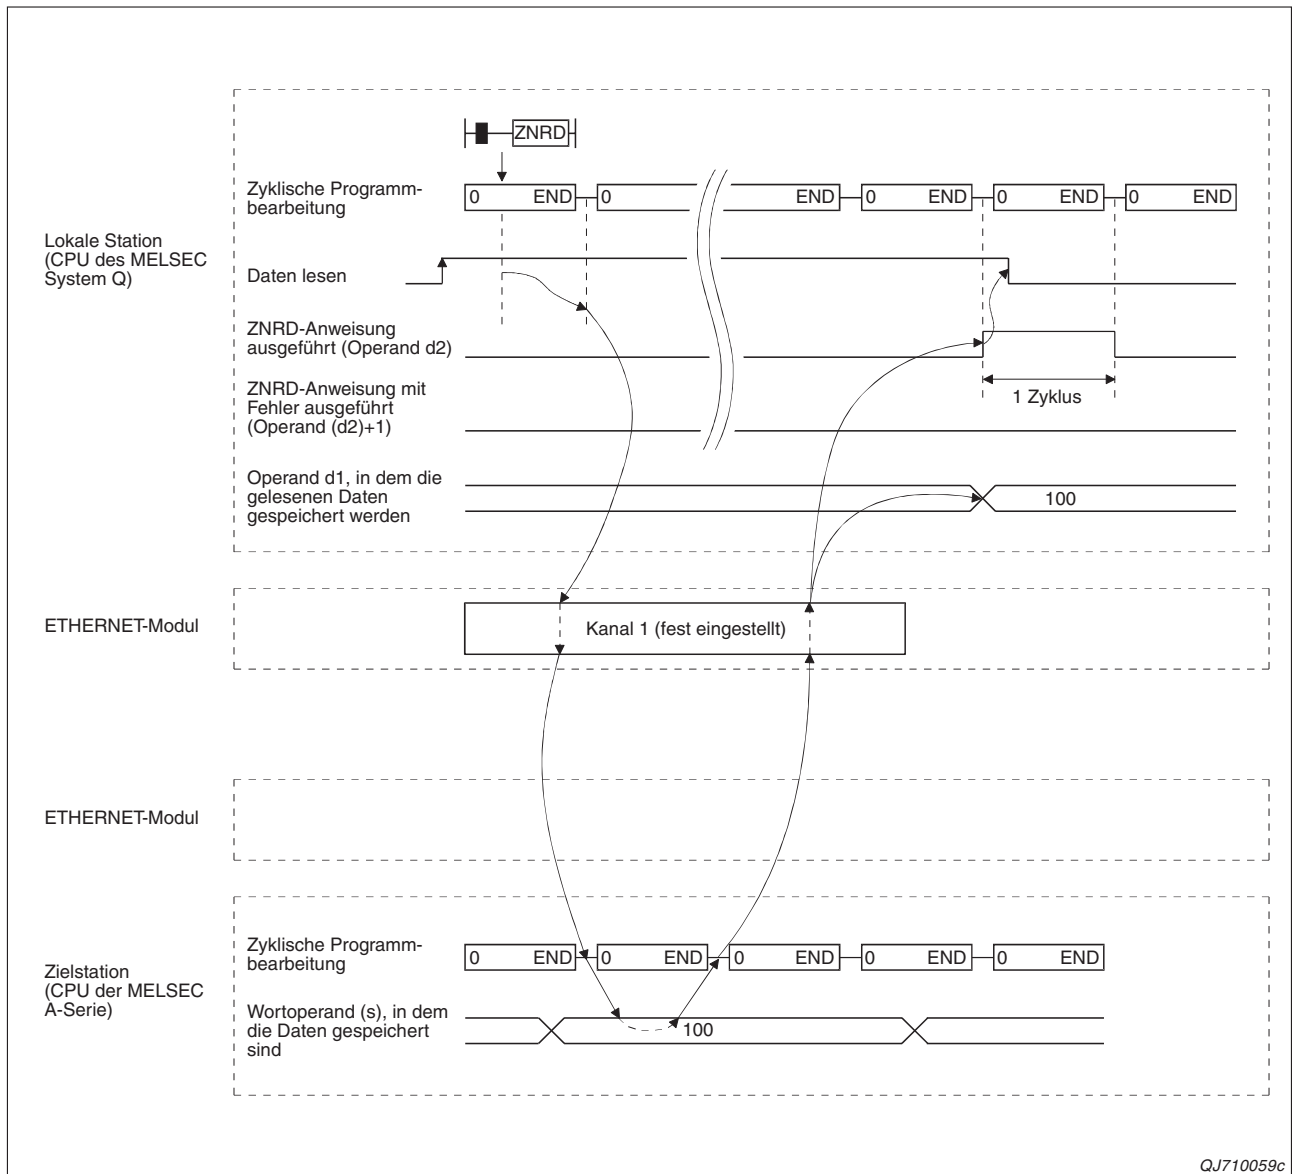 ZNRD
Zyklische Programm-
bearbeitung
0 END 0 END 0 END 0 END 0 END
Lokale Station
(CPU des MELSEC
System Q)
Daten lesen
ZNRD-Anweisung
ausgeführt (Operand d2)
ZNRD-Anweisung mit
Fehler ausgeführt
(Operand (d2)+1)
1 Zyklus
Operand d1, in dem die
gelesenen Daten
gespeichert werden
100
ETHERNET-Modul
Kanal 1 (fest eingestellt)
ETHERNET-Modul
Zyklische Programm-
bearbeitung
0 END 0 END 0 END 0 END 0 END
Zielstation
(CPU der MELSEC
A-Serie)
Wortoperand (s), in dem
die Daten gespeichert
sind
100
QJ710059c